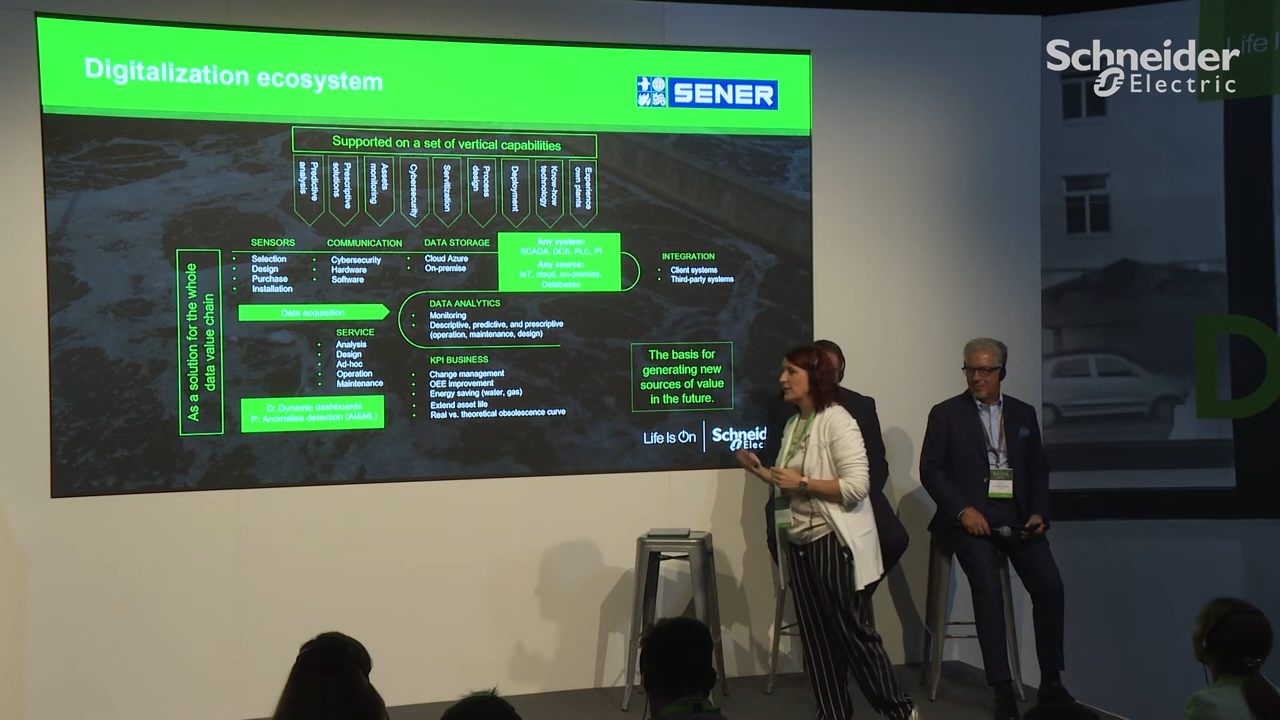 Schneider
Electric
Life I
Digitalization ecosystem
SENER
Supported on a set of vertical capabilities
Predictive
analysis
Prescriptive
solutions
Assets
monitoring
Cybersecurity
Servitization
Process
design
Deployment
Know-how
technology
Experience
own plants
As a solution for the whole
data value chain
SENSORS
Selection
Design
Purchase
Installation
COMMUNICATION
Cybersecurity
Hardware
Software
DATA STORAGE
Cloud Azure
On-premise
Any system:
SCADA, DCS, PLC, PI
Any source:
IoT, cloud, on-premise,
Databases
INTEGRATION
Client systems
Third-party systems
Data acquisition
DATA ANALYTICS
Monitoring
Descriptive, predictive, and prescriptive
(operation, maintenance, design)
SERVICE
Analysis
Design
Ad-hoc
Operation
Maintenance
KPI BUSINESS
Change management
OEE improvement
Energy saving (water, gas)
Extend asset life
Real vs. theoretical obsolescence curve
D: Dynamic dashboards
P: Anomalies detection (AI&ML)
The basis for
generating new
sources of value
in the future.
Life Is On
Schneid
Elec
D